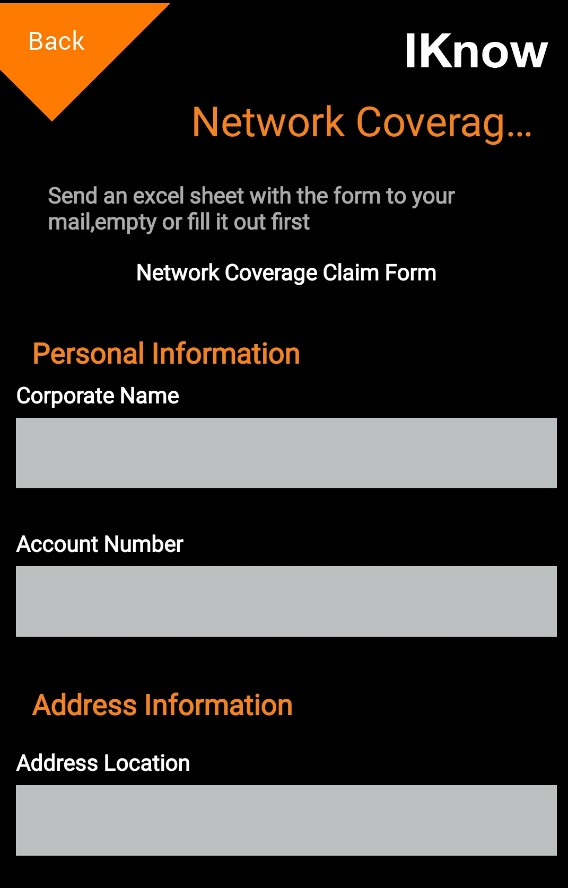 Back
IKnow
Network Coverag...
Send an excel sheet with the form to your
mail,empty or fill it out first
Network Coverage Claim Form
Personal Information
Corporate Name
Account Number
Address Information
Address Location